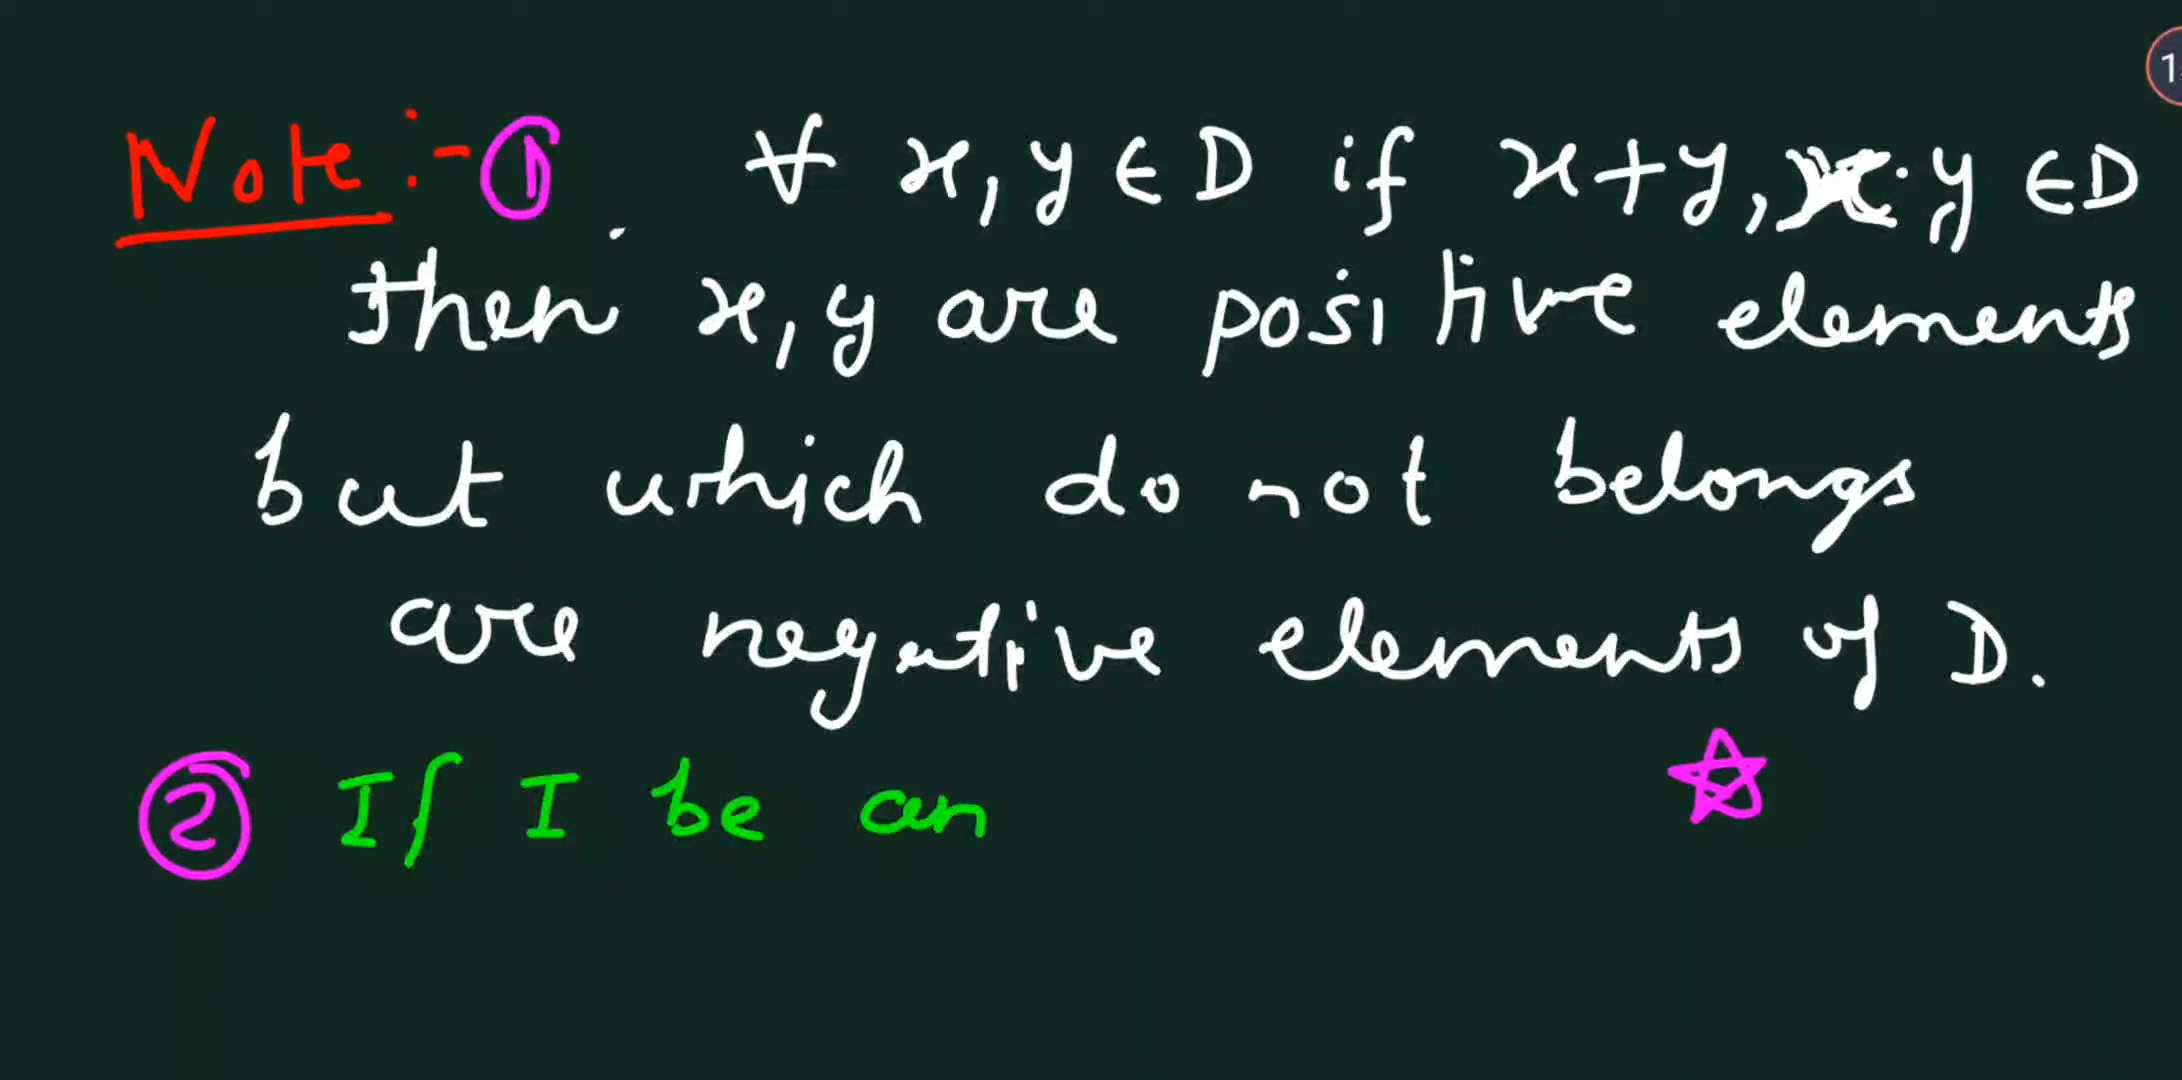 Note :- ① ∀ x, y ∈ D if x+y, x·y ∈ D
then x, y are positive elements
but which do not belongs
are negative elements of D.
② If I be an